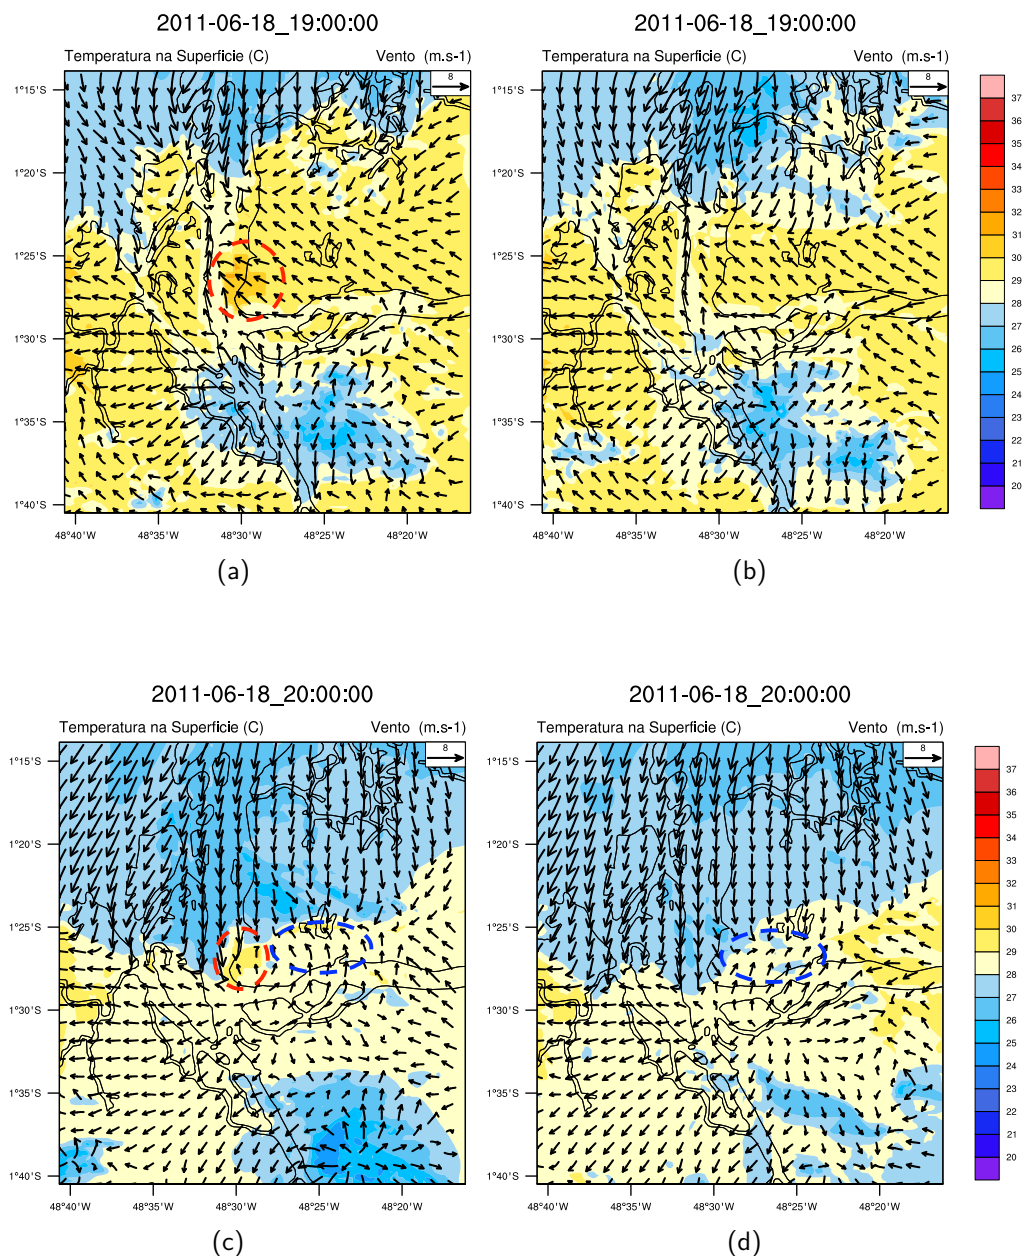 2011-06-18_19:00:00
2011-06-18_19:00:00
Temperatura na Superficie (C) Vento (m.s-1)
Temperatura na Superficie (C) Vento (m.s-1)
8
8
1°15'S
1°20'S
1°25'S
1°30'S
1°35'S
1°40'S
48°40'W 48°35'W 48°30'W 48°25'W 48°20'W
1°15'S
1°20'S
1°25'S
1°30'S
1°35'S
1°40'S
48°40'W 48°35'W 48°30'W 48°25'W 48°20'W
37
36
35
34
33
32
31
30
29
28
27
26
25
24
23
22
21
20
(a)
(b)
2011-06-18_20:00:00
2011-06-18_20:00:00
Temperatura na Superficie (C) Vento (m.s-1)
Temperatura na Superficie (C) Vento (m.s-1)
8
8
1°15'S
1°20'S
1°25'S
1°30'S
1°35'S
1°40'S
48°40'W 48°35'W 48°30'W 48°25'W 48°20'W
1°15'S
1°20'S
1°25'S
1°30'S
1°35'S
1°40'S
48°40'W 48°35'W 48°30'W 48°25'W 48°20'W
37
36
35
34
33
32
31
30
29
28
27
26
25
24
23
22
21
20
(c)
(d)